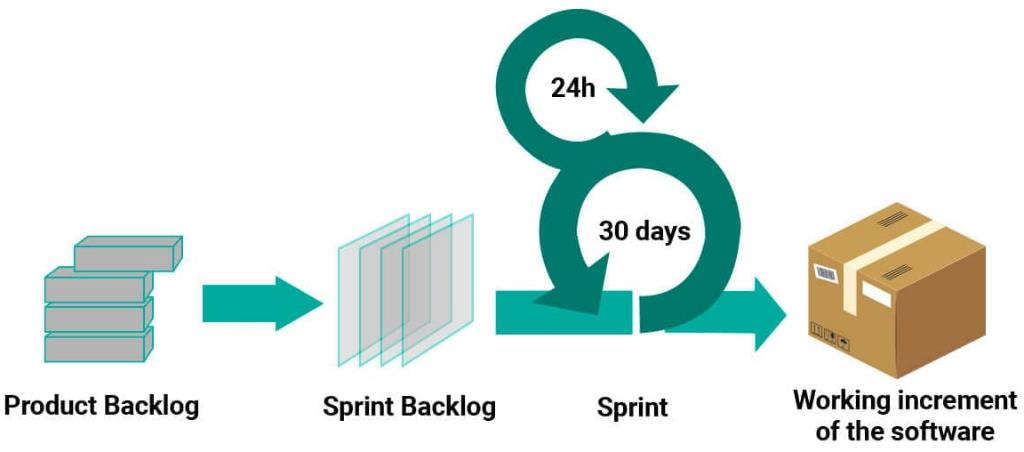 24h
30 days
Product Backlog
Sprint Backlog
Sprint
Working increment
of the software